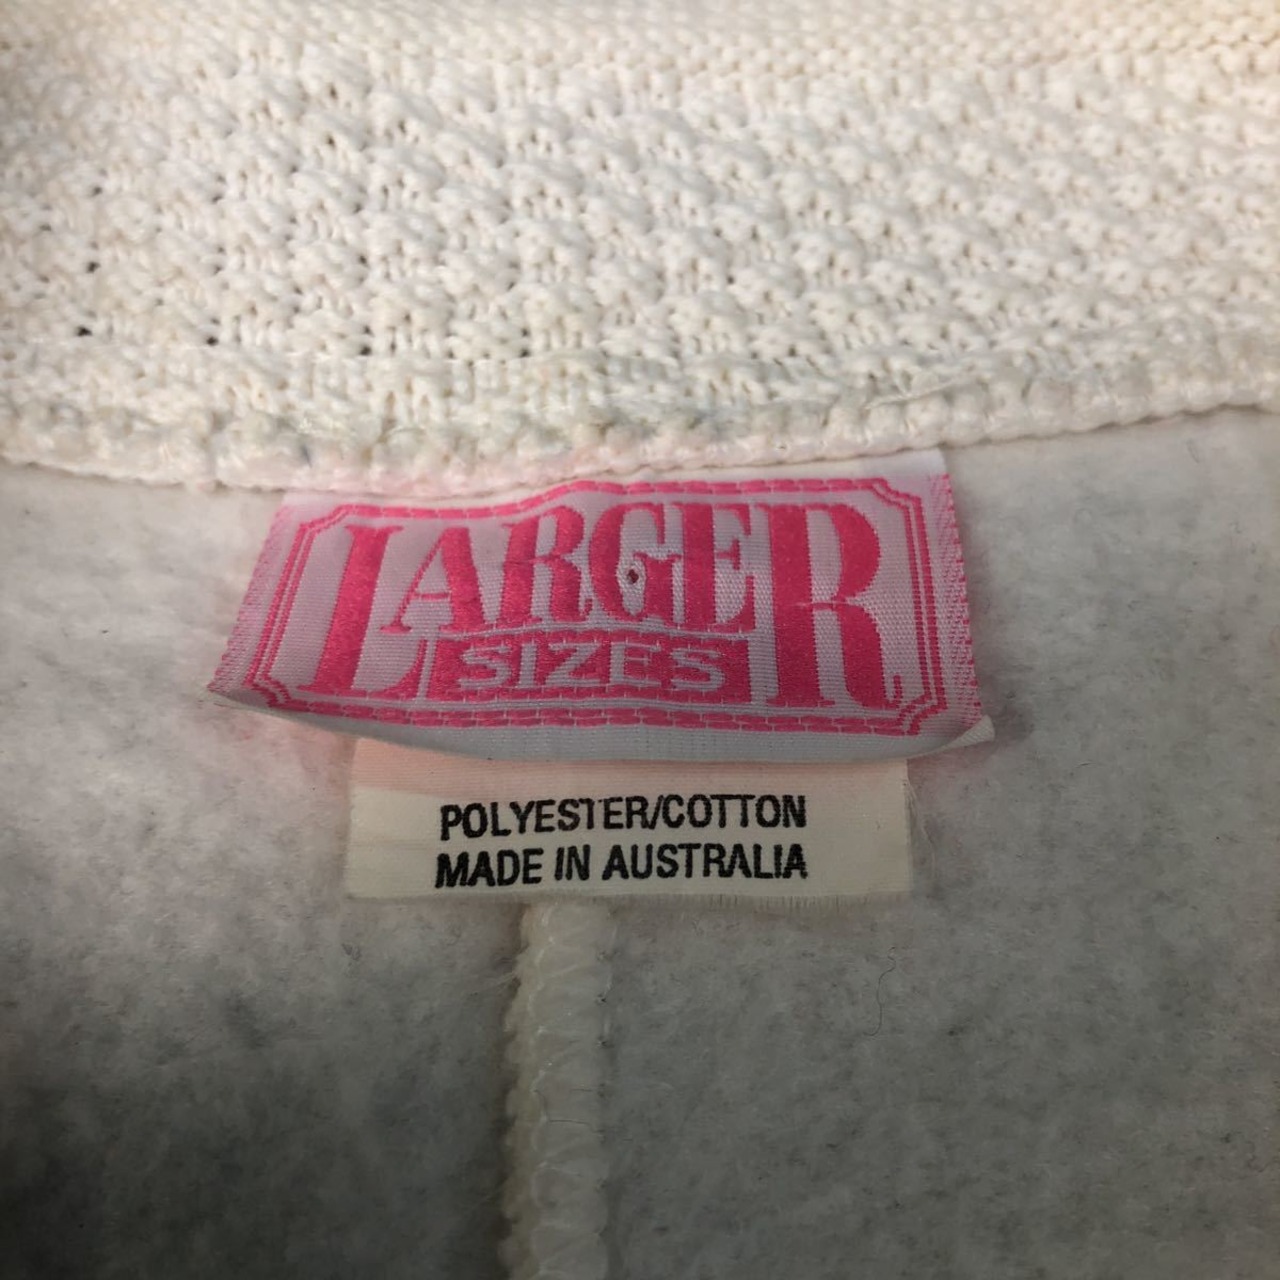 LARGER
SIZES
POLYESTER/COTTON
MADE IN AUSTRALIA